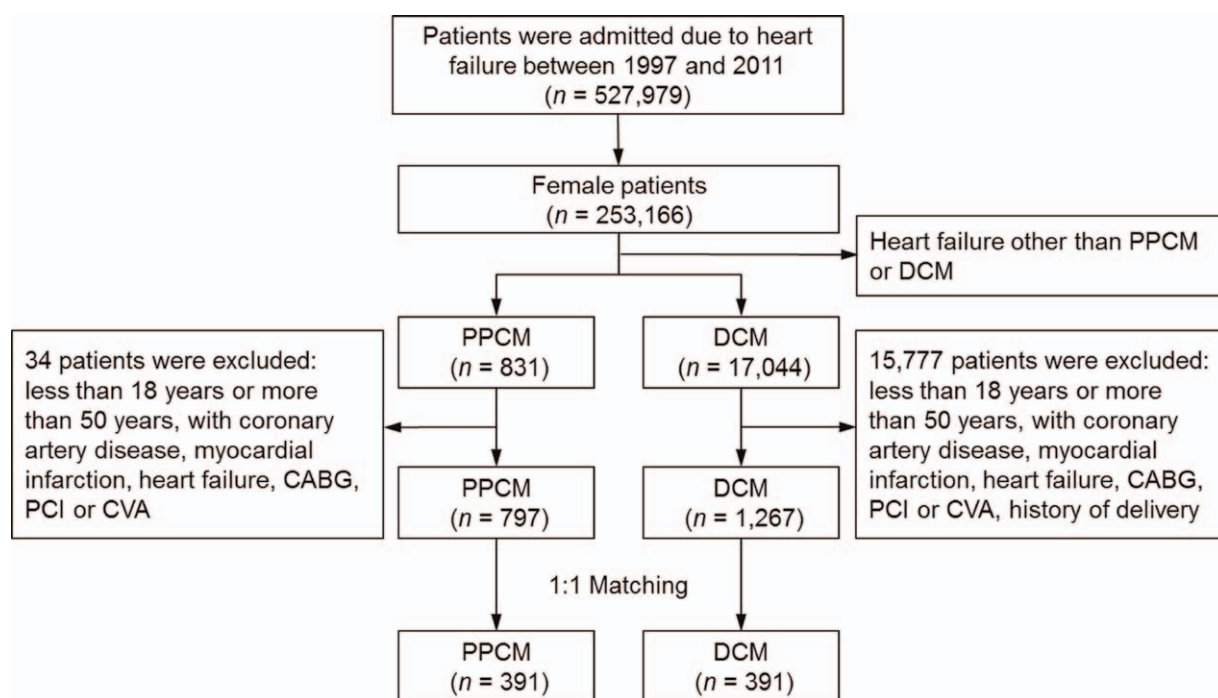 Patients were admitted due to heart
failure between 1997 and 2011
(n = 527,979)
Female patients
(n = 253,166)
Heart failure other than PPCM
or DCM
PPCM
(n = 831)
DCM
(n = 17,044)
34 patients were excluded:
less than 18 years or more
than 50 years, with coronary
artery disease, myocardial
infarction, heart failure, CABG,
PCI or CVA
15,777 patients were excluded:
less than 18 years or more
than 50 years, with coronary
artery disease, myocardial
infarction, heart failure, CABG,
PCI or CVA, history of delivery
PPCM
(n = 797)
DCM
(n = 1,267)
1:1 Matching
PPCM
(n = 391)
DCM
(n = 391)